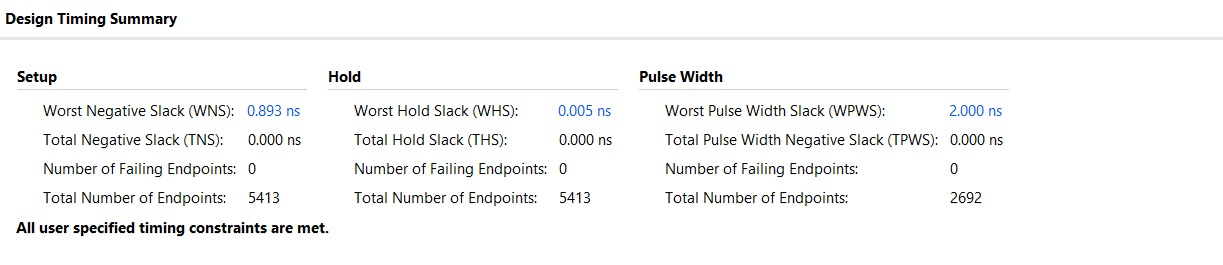 Design Timing Summary
Setup Hold Pulse Width
Worst Negative Slack (WNS): 0.893 ns Worst Hold Slack (WHS): 0.005 ns Worst Pulse Width Slack (WPWS): 2.000 ns
Total Negative Slack (TNS): 0.000 ns Total Hold Slack (THS): 0.000 ns Total Pulse Width Negative Slack (TPWS): 0.000 ns
Number of Failing Endpoints: 0 Number of Failing Endpoints: 0 Number of Failing Endpoints: 0
Total Number of Endpoints: 5413 Total Number of Endpoints: 5413 Total Number of Endpoints: 2692
All user specified timing constraints are met.